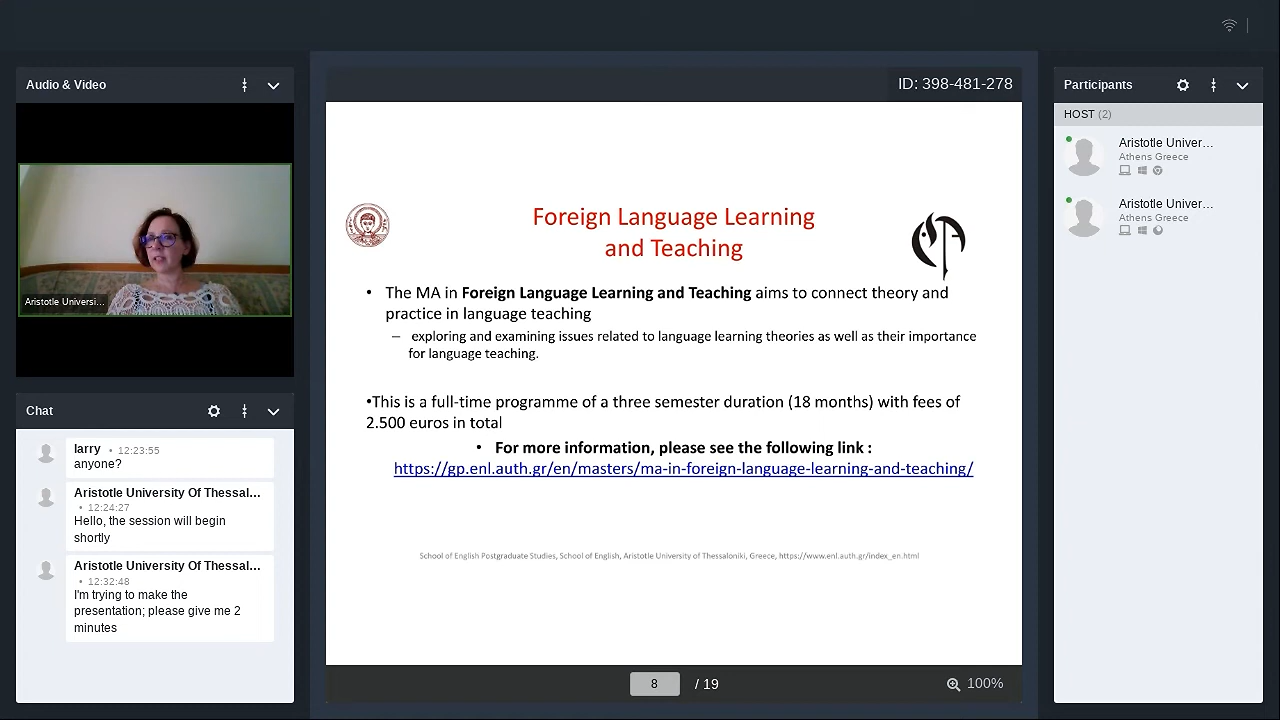 Audio & Video
Aristotle Universi...
Chat
larry • 12:23:55
anyone?
Aristotle University Of Thessal...
• 12:24:27
Hello, the session will begin
shortly
Aristotle University Of Thessal...
• 12:32:48
I'm trying to make the
presentation; please give me 2
minutes
ID: 398-481-278
Foreign Language Learning
and Teaching
• The MA in Foreign Language Learning and Teaching aims to connect theory and
practice in language teaching
– exploring and examining issues related to language learning theories as well as their importance
for language teaching.
•This is a full-time programme of a three semester duration (18 months) with fees of
2.500 euros in total
• For more information, please see the following link :
https://gp.enl.auth.gr/en/masters/ma-in-foreign-language-learning-and-teaching/
School of English Postgraduate Studies, School of English, Aristotle University of Thessaloniki, Greece, https://www.enl.auth.gr/index_en.html
8 / 19
100%
Participants
HOST (2)
Aristotle Univer...
Athens Greece
Aristotle Univer...
Athens Greece